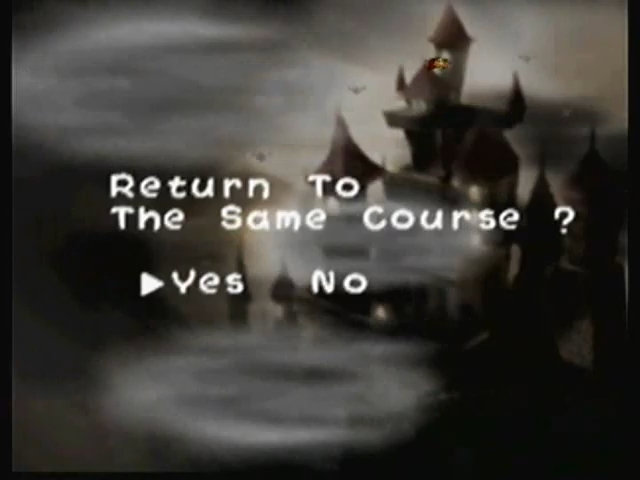 Return To
The Same Course ?
Yes No